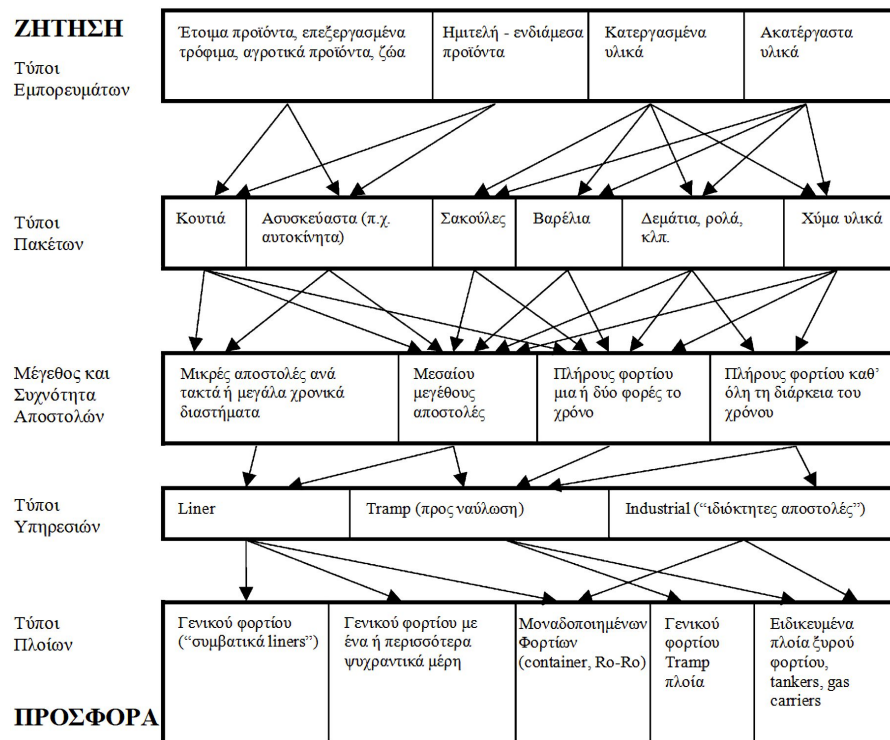 ΖΗΤΗΣΗ
Τύποι
Εμπορευμάτων
Έτοιμα προϊόντα, επεξεργασμένα
τρόφιμα, αγροτικά προϊόντα, ζώα
Ημιτελή - ενδιάμεσα
προϊόντα
Κατεργασμένα
υλικά
Ακατέργαστα
υλικά
Τύποι
Πακέτων
Κουτιά
Ασυσκεύαστα (π.χ.
αυτοκίνητα)
Σακούλες
Βαρέλια
Δεμάτια, ρολά,
κλπ.
Χύμα υλικά
Μέγεθος και
Συχνότητα
Αποστολών
Μικρές αποστολές ανά
τακτά ή μεγάλα χρονικά
διαστήματα
Μεσαίου
μεγέθους
αποστολές
Πλήρους φορτίου
μια ή δύο φορές το
χρόνο
Πλήρους φορτίου καθ’
όλη τη διάρκεια του
χρόνου
Τύποι
Υπηρεσιών
Liner
Tramp (προς ναύλωση)
Industrial (“ιδιόκτητες αποστολές”)
Τύποι
Πλοίων
Γενικού φορτίου
(“συμβατικά liners”)
Γενικού φορτίου με
ένα ή περισσότερα
ψυχραντικά μέρη
Μοναδοποιημένων
Φορτίων
(container, Ro-Ro)
Γενικού
φορτίου
Tramp
πλοία
Ειδικευμένα
πλοία ξυρού
φορτίου,
tankers, gas
carriers
ΠΡΟΣΦΟΡΑ